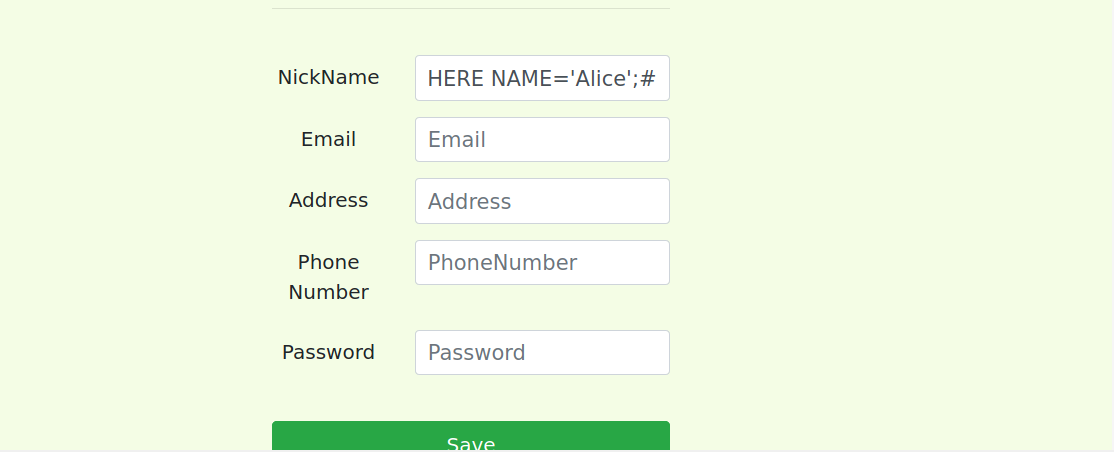 NickName
HERE NAME='Alice';#
Email
Email
Address
Address
Phone
Number
PhoneNumber
Password
Password
Save